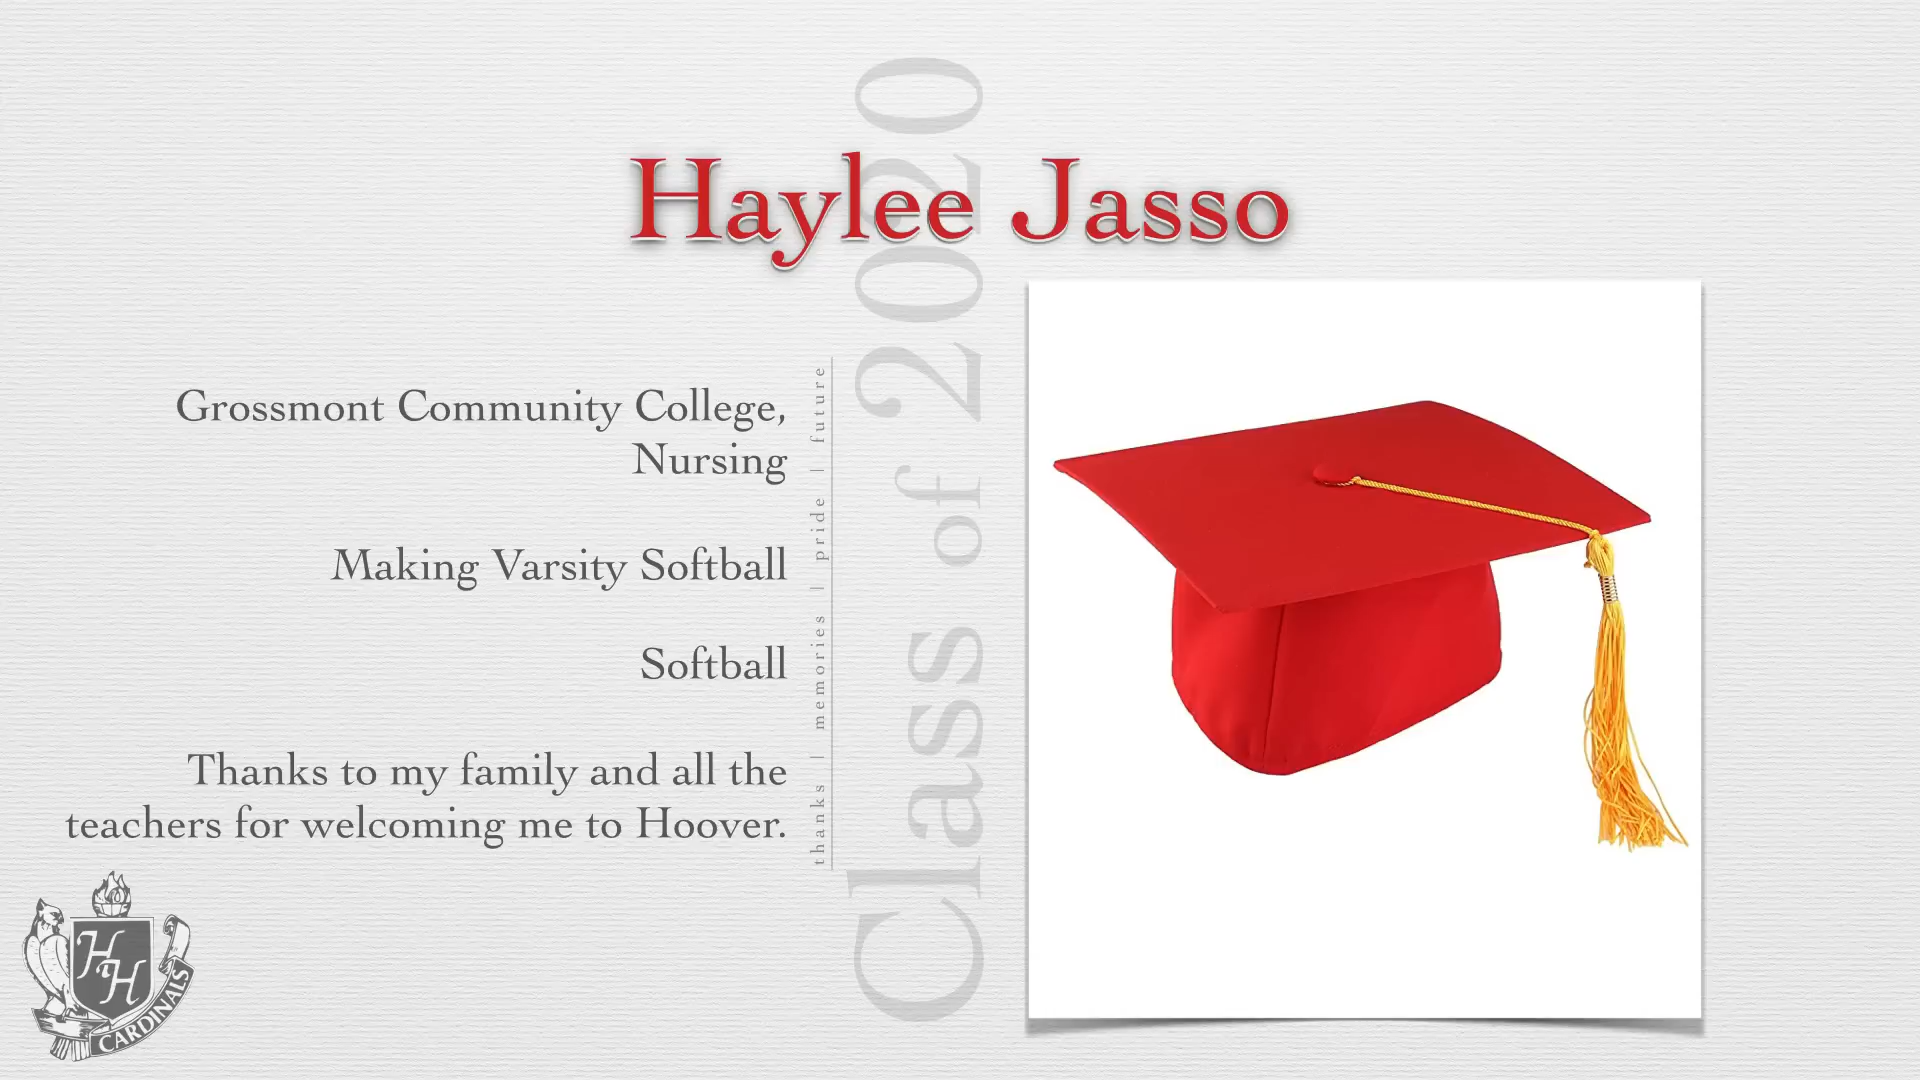 Haylee Jasso
Grossmont Community College,
Nursing
Making Varsity Softball
Softball
Thanks to my family and all the
teachers for welcoming me to Hoover.
thanks | memories | pride | future
Class of 2020
HH
CARDINALS